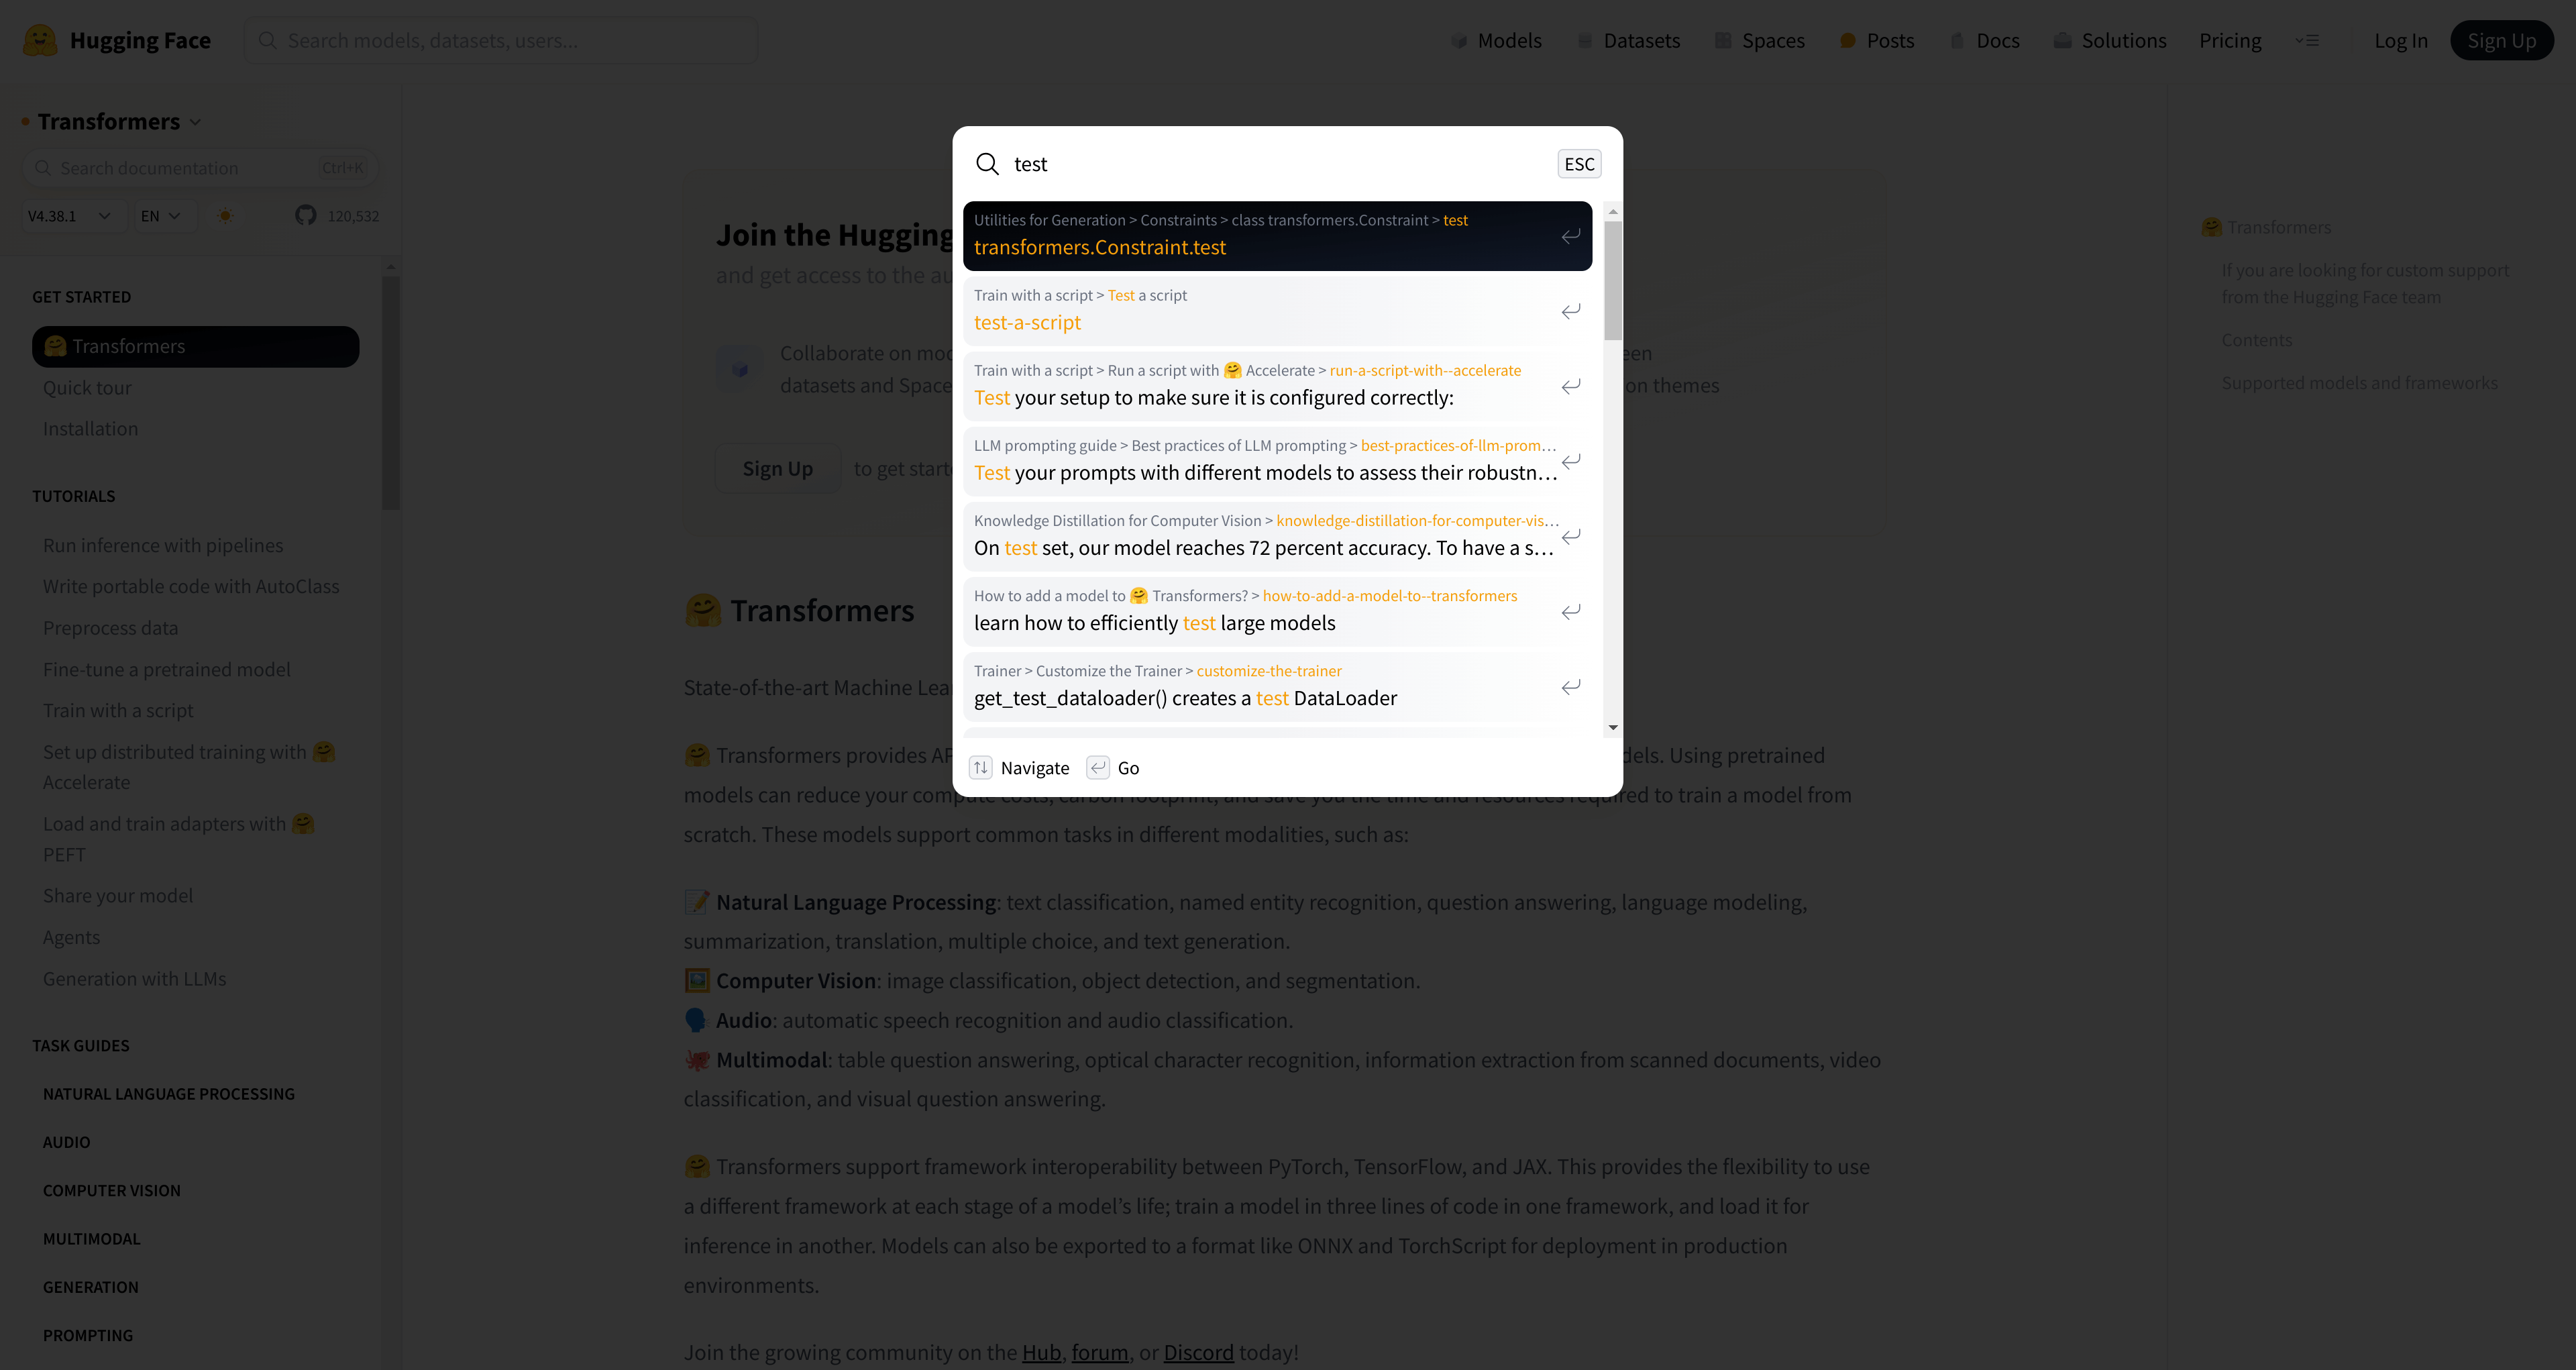 Hugging Face
Search models, datasets, users...
Models
Datasets
Spaces
Posts
Docs
Solutions
Pricing
Log In
Sign Up
Transformers
Search documentation
Ctrl+K
V4.38.1
EN
120,532
GET STARTED
🤗 Transformers
Quick tour
Installation
TUTORIALS
Run inference with pipelines
Write portable code with AutoClass
Preprocess data
Fine-tune a pretrained model
Train with a script
Set up distributed training with 🤗
Accelerate
Load and train adapters with 🤗
PEFT
Share your model
Agents
Generation with LLMs
TASK GUIDES
NATURAL LANGUAGE PROCESSING
AUDIO
COMPUTER VISION
MULTIMODAL
GENERATION
PROMPTING
test
ESC
Utilities for Generation > Constraints > class transformers.Constraint > test
transformers.Constraint.test
Train with a script > Test a script
test-a-script
Train with a script > Run a script with 🤗 Accelerate > run-a-script-with--accelerate
Test your setup to make sure it is configured correctly:
LLM prompting guide > Best practices of LLM prompting > best-practices-of-llm-prom…
Test your prompts with different models to assess their robustn…
Knowledge Distillation for Computer Vision > knowledge-distillation-for-computer-vis…
On test set, our model reaches 72 percent accuracy. To have a s…
How to add a model to 🤗 Transformers? > how-to-add-a-model-to--transformers
learn how to efficiently test large models
Trainer > Customize the Trainer > customize-the-trainer
get_test_dataloader() creates a test DataLoader
Navigate
Go
Join the Hugging
and get access to the au
Collaborate on mo
datasets and Space
on themes
Sign Up
to get start
🤗 Transformers
State-of-the-art Machine Lea
🤗 Transformers provides AP dels. Using pretrained
models can reduce your compute costs, carbon footprint, and save you the time and resources required to train a model from
scratch. These models support common tasks in different modalities, such as:
📝 Natural Language Processing: text classification, named entity recognition, question answering, language modeling,
summarization, translation, multiple choice, and text generation.
🖼️ Computer Vision: image classification, object detection, and segmentation.
🗣️ Audio: automatic speech recognition and audio classification.
🐙 Multimodal: table question answering, optical character recognition, information extraction from scanned documents, video
classification, and visual question answering.
🤗 Transformers support framework interoperability between PyTorch, TensorFlow, and JAX. This provides the flexibility to use
a different framework at each stage of a model's life; train a model in three lines of code in one framework, and load it for
inference in another. Models can also be exported to a format like ONNX and TorchScript for deployment in production
environments.
Join the growing community on the Hub, forum, or Discord today!
🤗 Transformers
If you are looking for custom support
from the Hugging Face team
Contents
Supported models and frameworks